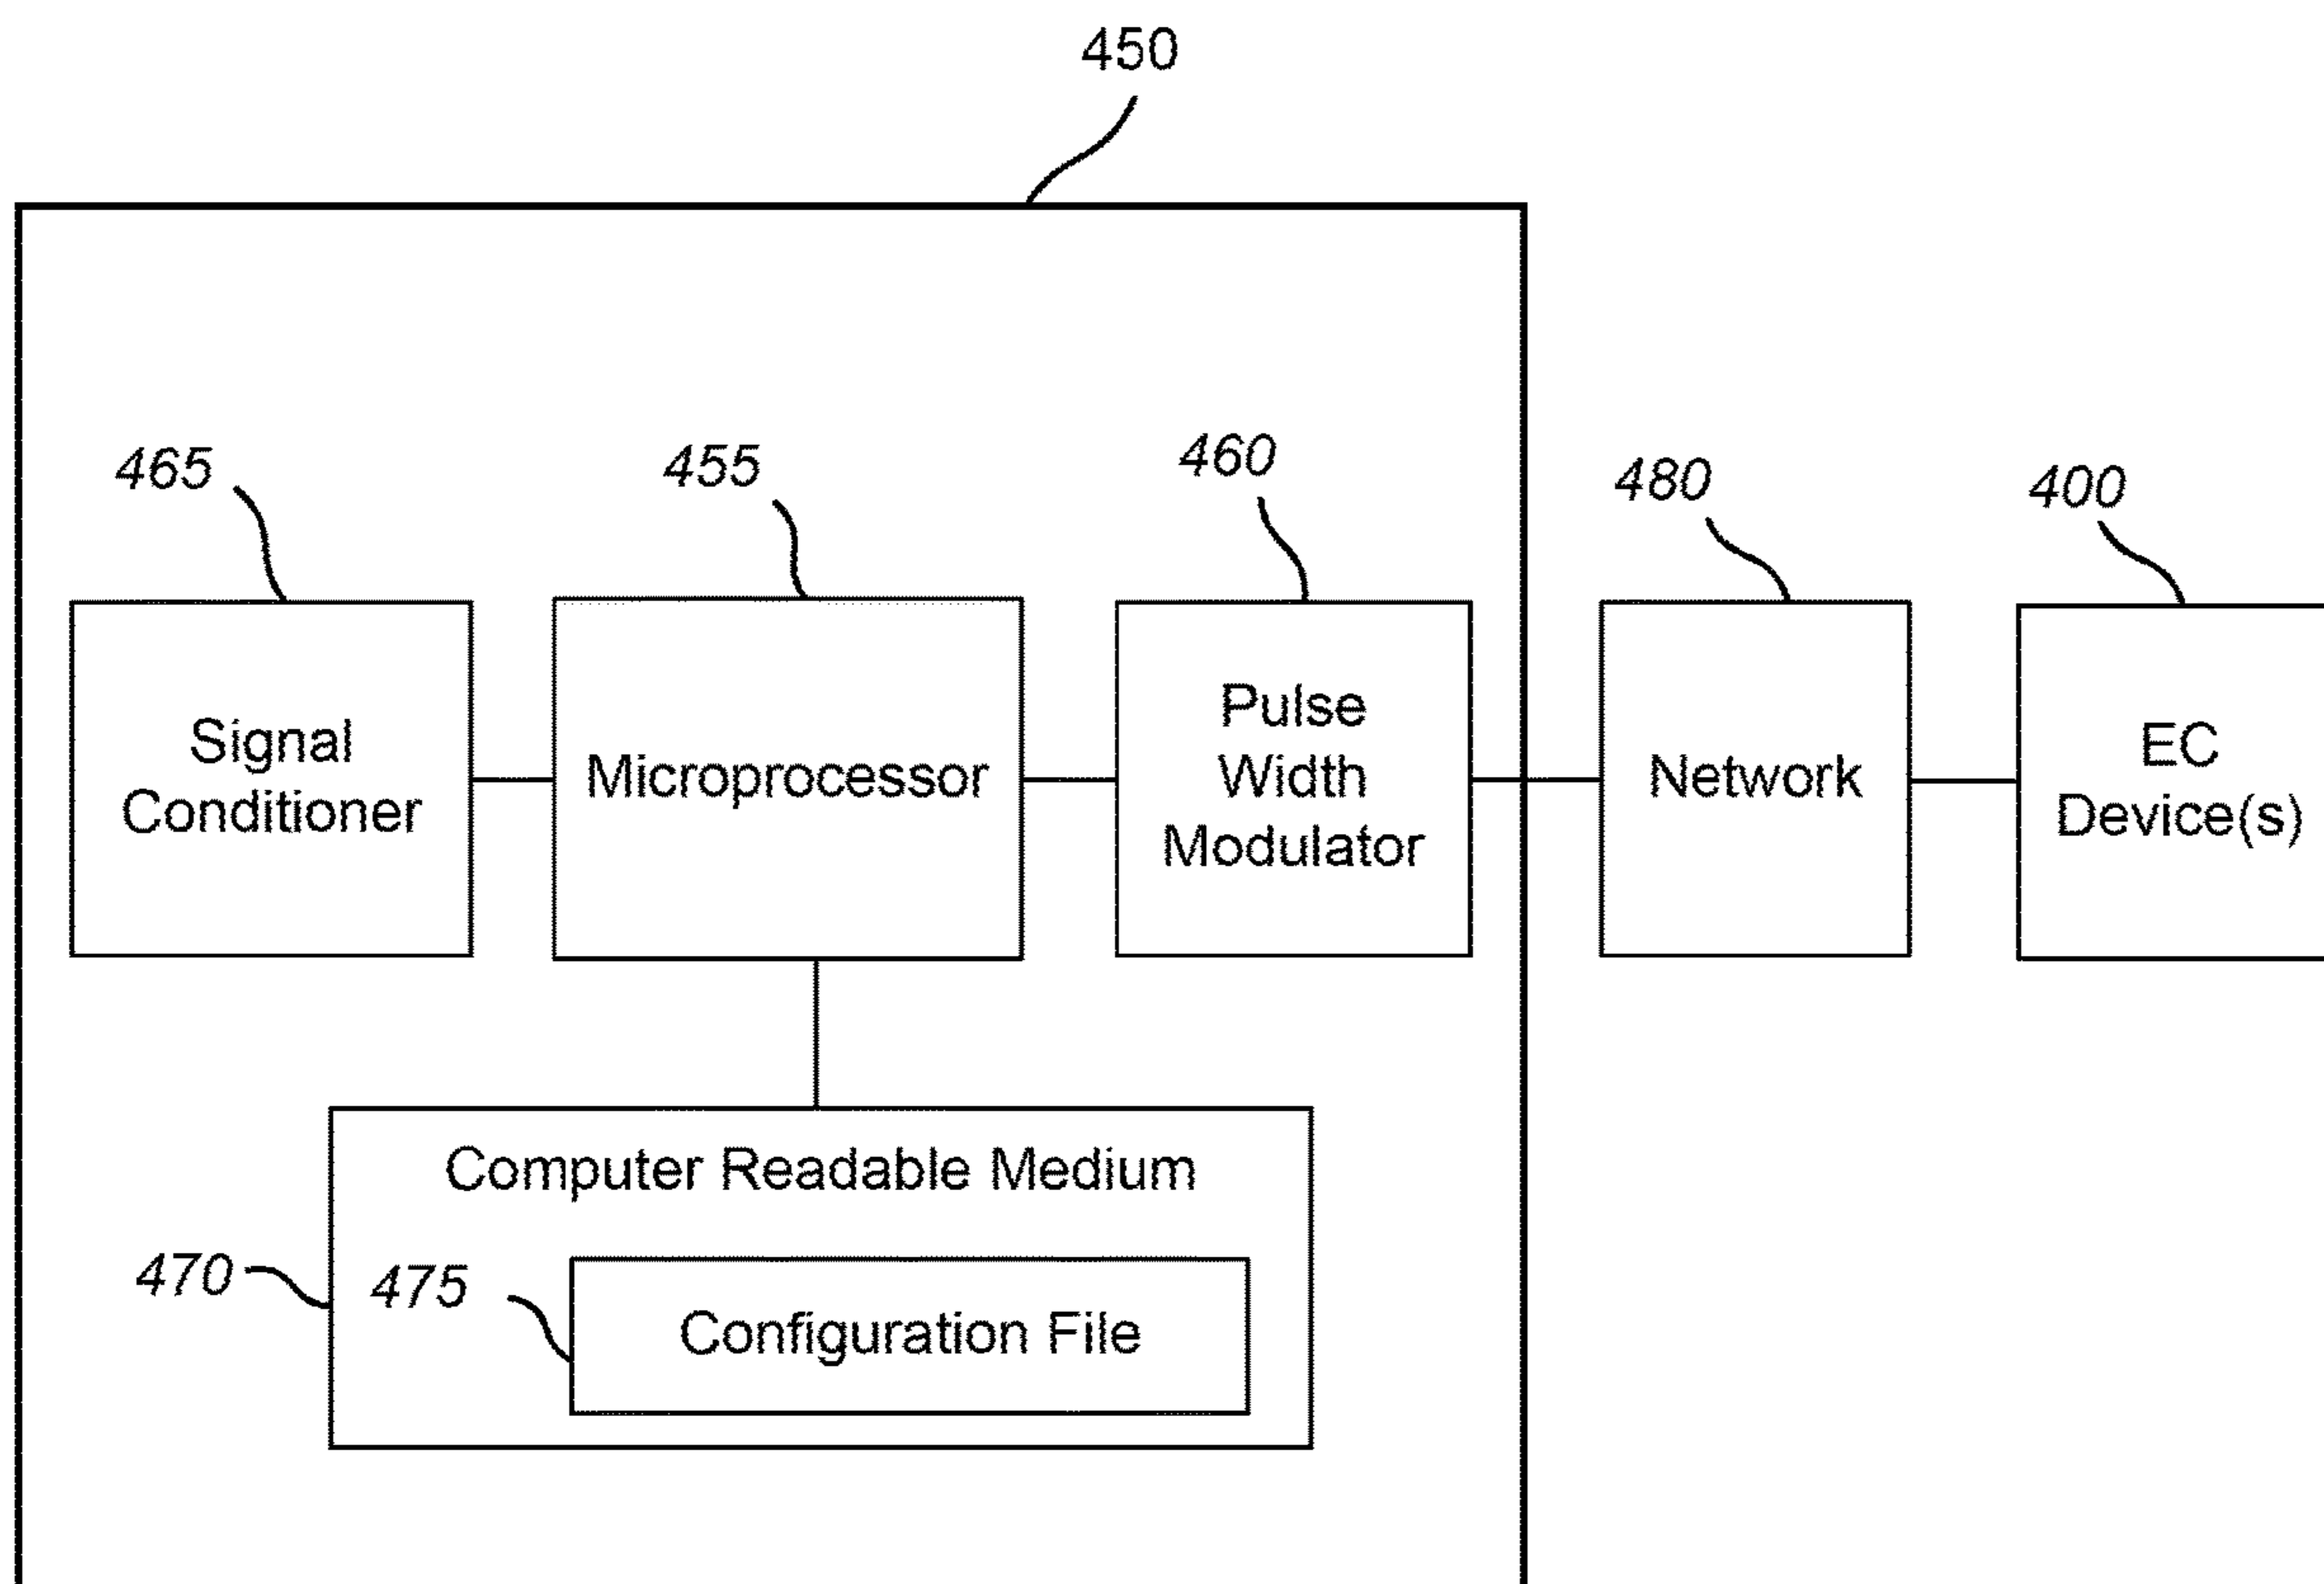 450
465
455
460
480
400
Signal
Conditioner
Microprocessor
Pulse
Width
Modulator
Network
EC
Device(s)
Computer Readable Medium
470
475
Configuration File